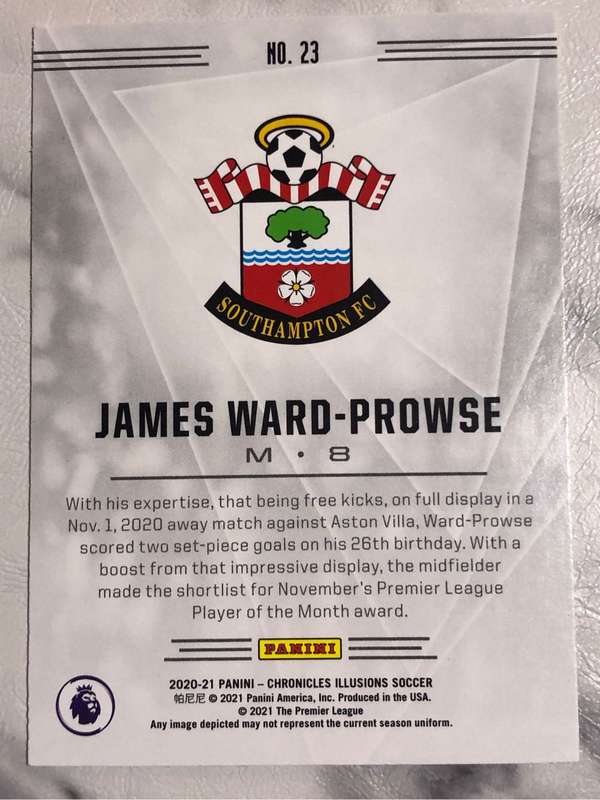 NO. 23
SOUTHAMPTON FC
JAMES WARD-PROWSE
M • 8
With his expertise, that being free kicks, on full display in a
Nov. 1, 2020 away match against Aston Villa, Ward-Prowse
scored two set-piece goals on his 26th birthday. With a
boost from that impressive display, the midfielder
made the shortlist for November's Premier League
Player of the Month award.
PANINI
2020-21 PANINI – CHRONICLES ILLUSIONS SOCCER
帕尼尼 © 2021 Panini America, Inc. Produced in the USA.
© 2021 The Premier League
Any image depicted may not represent the current season uniform.